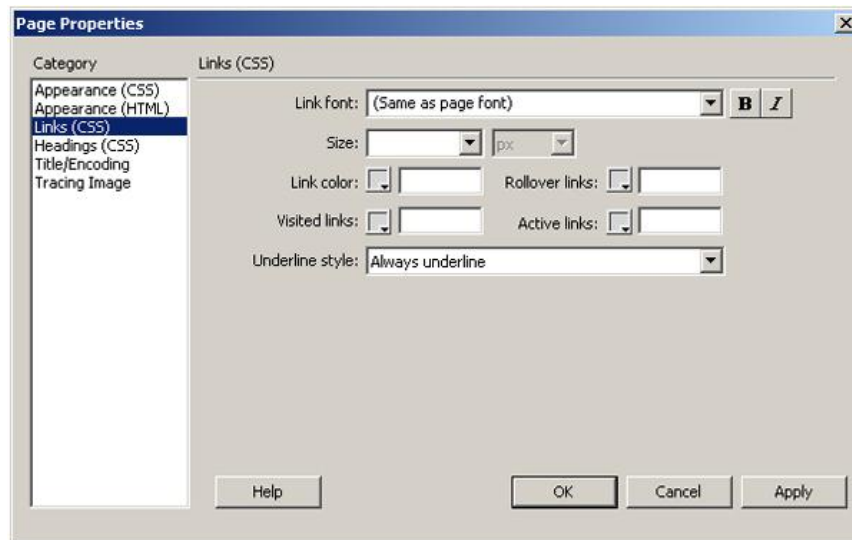 Page Properties
Category
Links (CSS)
Appearance (CSS)
Appearance (HTML)
Links (CSS)
Headings (CSS)
Title/Encoding
Tracing Image
Link font: (Same as page font) B I
Size: px
Link color: Rollover links:
Visited links: Active links:
Underline style: Always underline
Help OK Cancel Apply